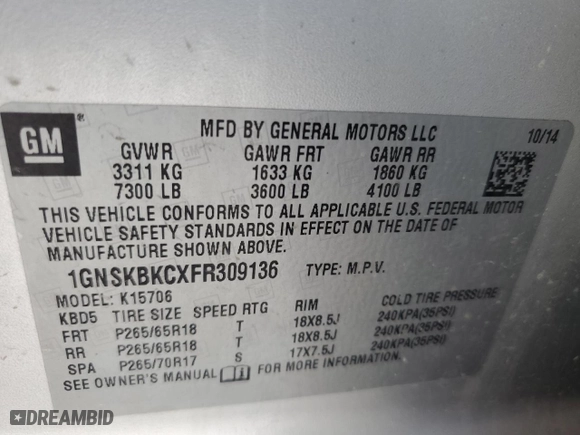 GM
MFD BY GENERAL MOTORS LLC 10/14
GVWR GAWR FRT GAWR RR
3311 KG 1633 KG 1860 KG
7300 LB 3600 LB 4100 LB
THIS VEHICLE CONFORMS TO ALL APPLICABLE U.S. FEDERAL MOTOR
VEHICLE SAFETY STANDARDS IN EFFECT ON THE DATE OF
MANUFACTURE SHOWN ABOVE.
1GNSKBKCXFR309136 TYPE: M.P.V.
MODEL: K15706
KBD5 TIRE SIZE SPEED RTG RIM COLD TIRE PRESSURE
FRT P265/65R18 T 18X8.5J 240KPA(35PSI)
RR P265/65R18 T 18X8.5J 240KPA(35PSI)
SPA P265/70R17 S 17X7.5J 240KPA(35PSI)
SEE OWNER'S MANUAL FOR MORE INFORMATION.
DREAMBID